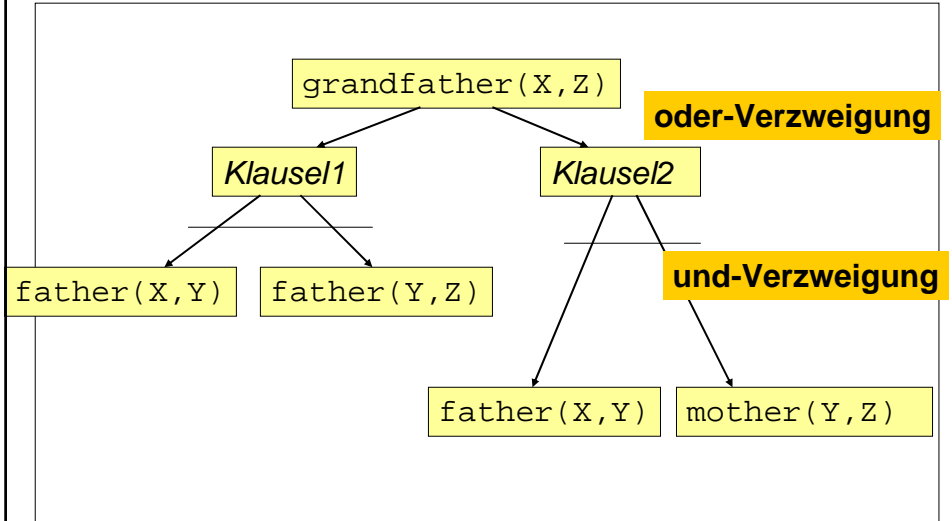 grandfather(X,Z)
oder-Verzweigung
Klausel1
Klausel2
und-Verzweigung
father(X,Y)
father(Y,Z)
father(X,Y)
mother(Y,Z)